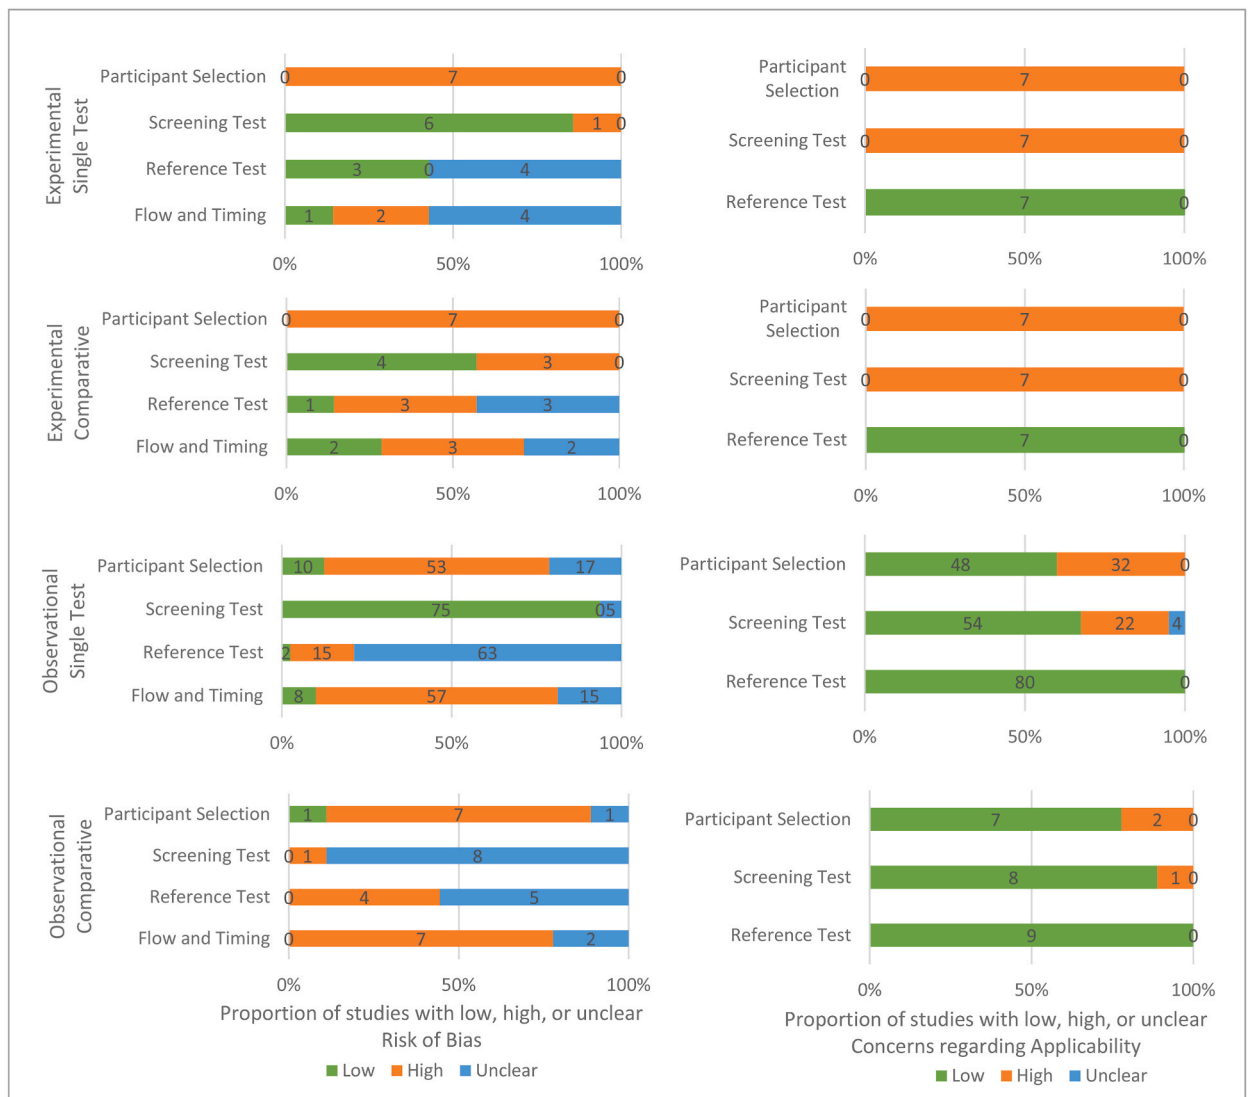 Experimental
Single Test
Participant Selection
0 7 0
Screening Test
6 1 0
Reference Test
3 0 4
Flow and Timing
1 2 4
0% 50% 100%
Participant
Selection
0 7 0
Screening Test
0 7 0
Reference Test
7 0
0% 50% 100%
Experimental
Comparative
Participant Selection
0 7 0
Screening Test
4 3 0
Reference Test
1 3 3
Flow and Timing
2 3 2
0% 50% 100%
Participant
Selection
0 7 0
Screening Test
0 7 0
Reference Test
7 0
0% 50% 100%
Observational
Single Test
Participant Selection
10 53 17
Screening Test
75 0 5
Reference Test
2 15 63
Flow and Timing
8 57 15
0% 50% 100%
Participant Selection
48 32 0
Screening Test
54 22 4
Reference Test
80 0
0% 50% 100%
Observational
Comparative
Participant Selection
1 7 1
Screening Test
0 1 8
Reference Test
0 4 5
Flow and Timing
0 7 2
0% 50% 100%
Proportion of studies with low, high, or unclear
Risk of Bias
Low High Unclear
Participant Selection
7 2 0
Screening Test
8 1 0
Reference Test
9 0
0% 50% 100%
Proportion of studies with low, high, or unclear
Concerns regarding Applicability
Low High Unclear